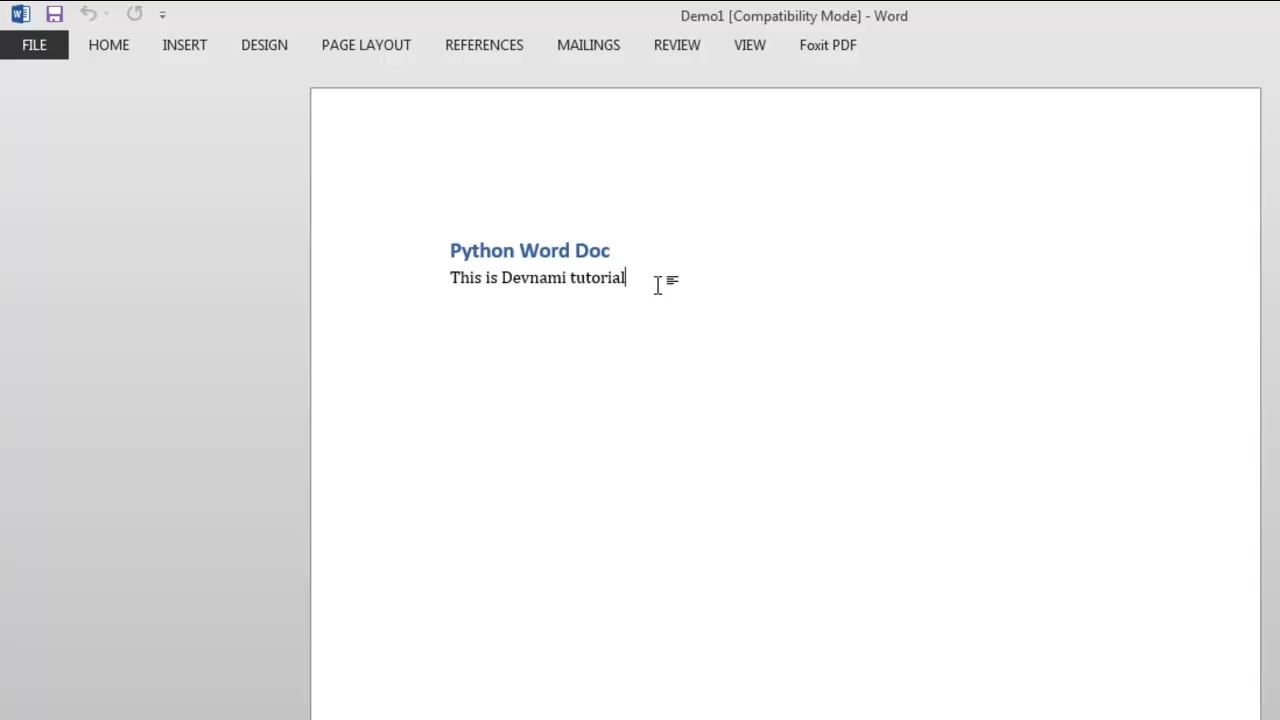 Demo1 [Compatibility Mode] - Word
FILE HOME INSERT DESIGN PAGE LAYOUT REFERENCES MAILINGS REVIEW VIEW Foxit PDF
Python Word Doc
This is Devnami tutorial